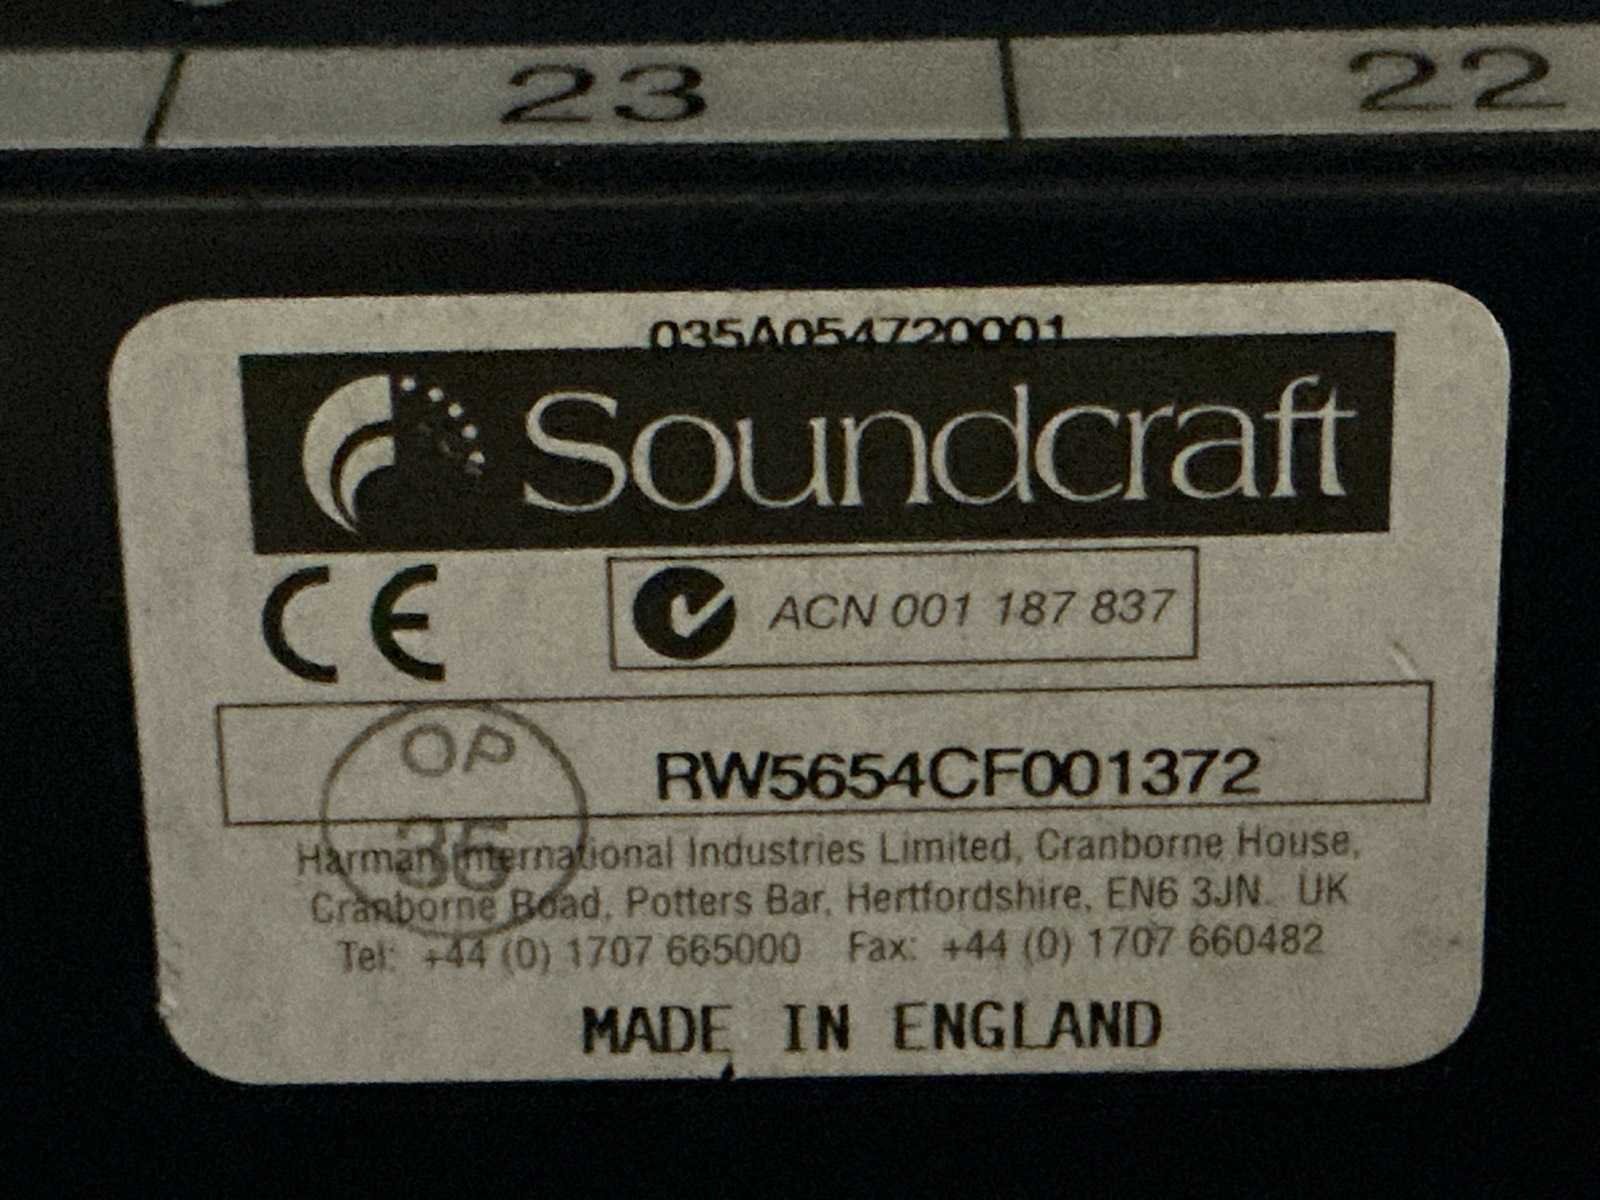 23 22
035A054720001
Soundcraft
CE
ACN 001 187 837
OP
36
RW5654CF001372
Harman International Industries Limited, Cranborne House,
Cranborne Road, Potters Bar, Hertfordshire, EN6 3JN. UK
Tel: +44 (0) 1707 665000 Fax: +44 (0) 1707 660482
MADE IN ENGLAND